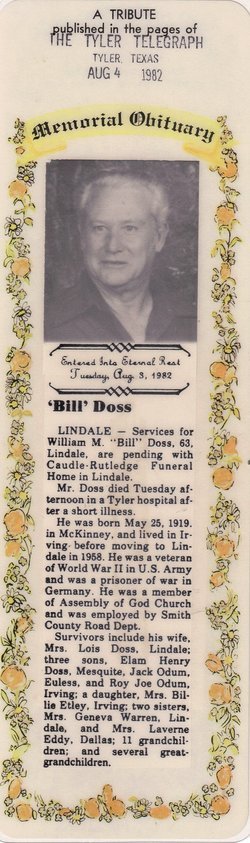 A TRIBUTE
published in the pages of
THE TYLER TELEGRAPH
TYLER, TEXAS
AUG 4 1982
Memorial Obituary
Entered Into Eternal Rest
Tuesday, Aug. 3, 1982
'Bill' Doss
LINDALE — Services for
William M. "Bill" Doss, 63,
Lindale, are pending with
Caudle-Rutledge Funeral
Home in Lindale.
Mr. Doss died Tuesday
afternoon in a Tyler hospital after
a short illness.
He was born May 25, 1919.
in McKinney, and lived in Ir-
ving before moving to Lin-
dale in 1958. He was a veteran
of World War II in U.S. Army
and was a prisoner of war in
Germany. He was a member
of Assembly of God Church
and was employed by Smith
County Road Dept.
Survivors include his wife,
Mrs. Lois Doss, Lindale;
three sons, Elam Henry
Doss, Mesquite, Jack Odum,
Euless, and Roy Joe Odum,
Irving; a daughter, Mrs. Bil-
lie Etley, Irving; two sisters,
Mrs. Geneva Warren, Lin-
dale, and Mrs. Laverne
Eddy, Dallas; 11 grandchil-
dren; and several great-
grandchildren.